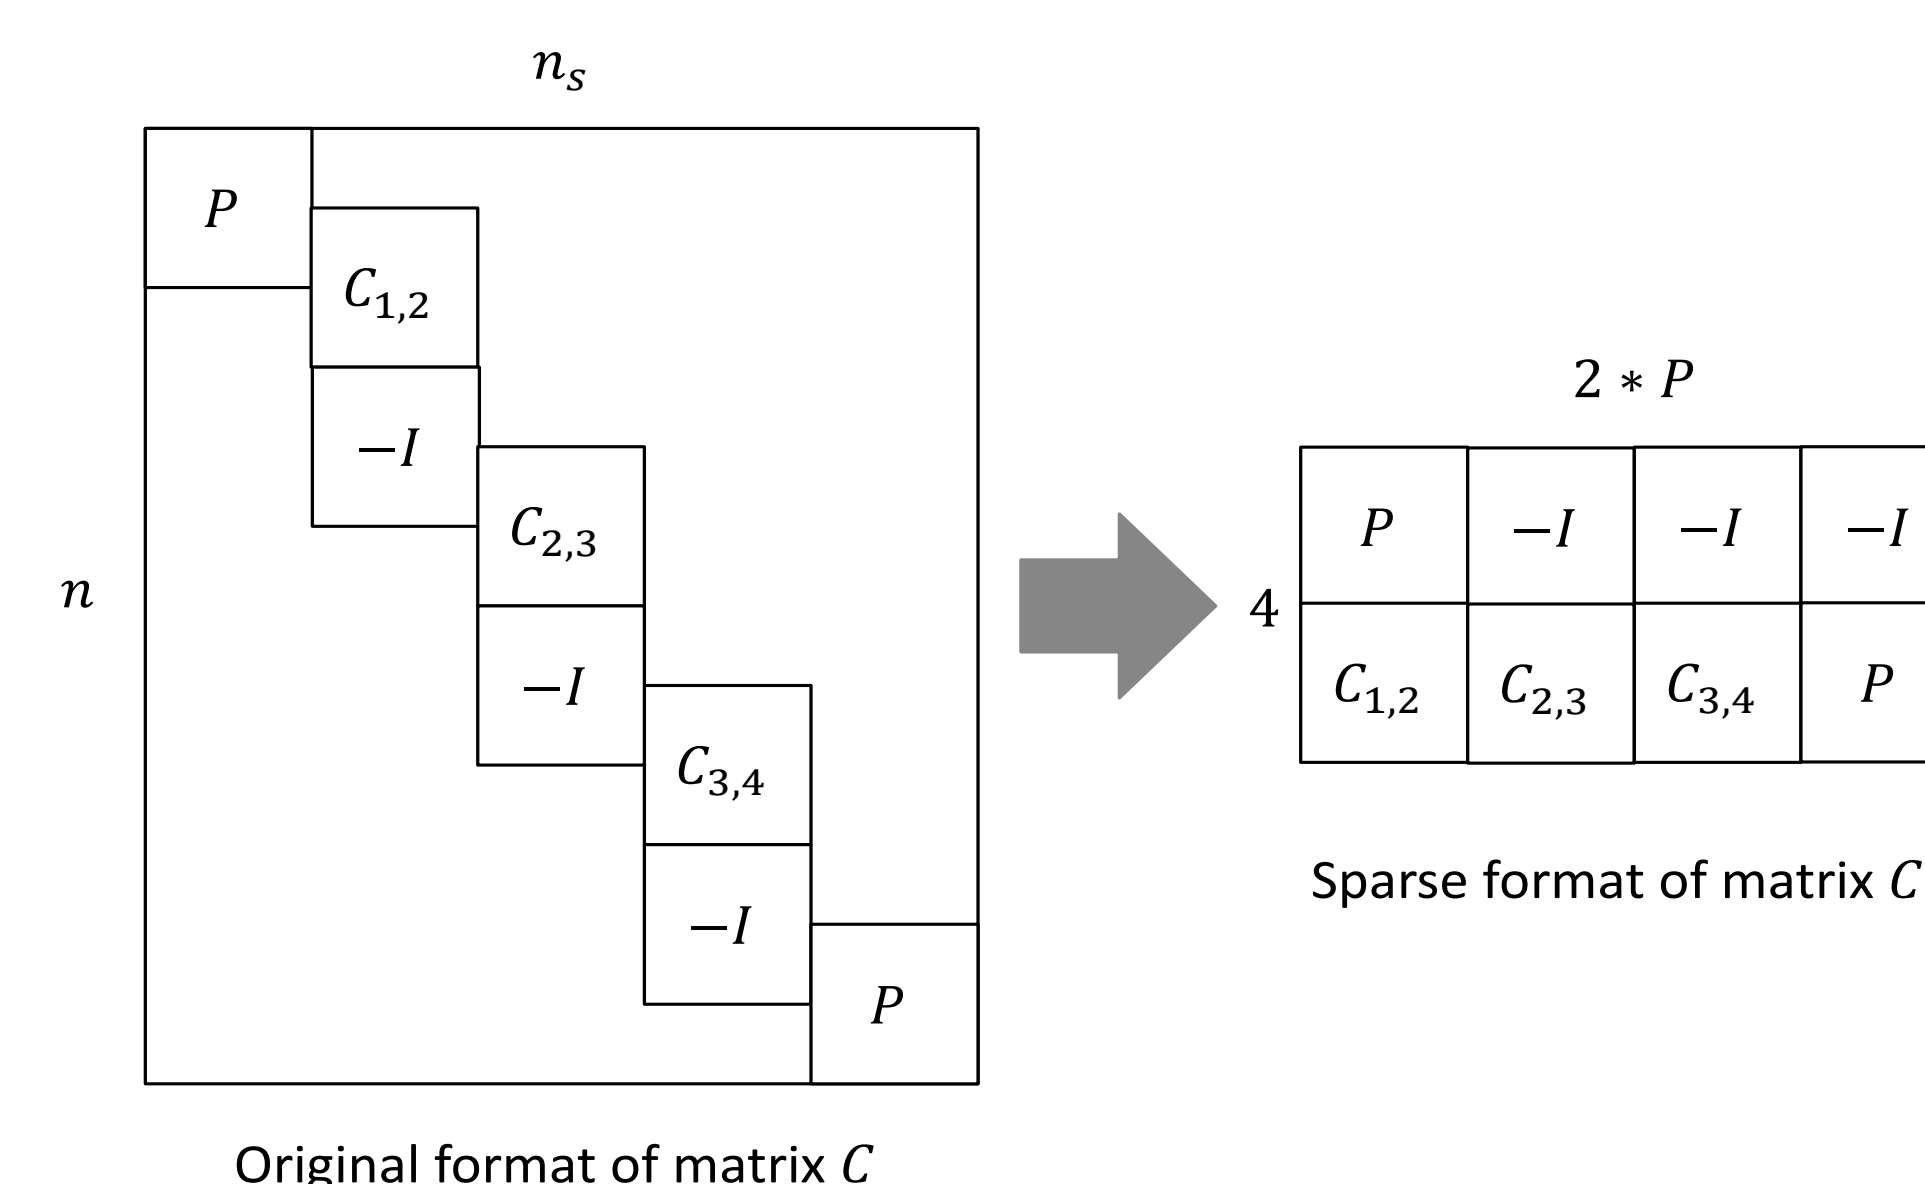 n_s
P
C_{1,2}
2 ∗ P
−I
C_{2,3}
P −I −I −I
n
4
C_{1,2} C_{2,3} C_{3,4} P
−I
C_{3,4}
Sparse format of matrix C
−I
P
Original format of matrix C